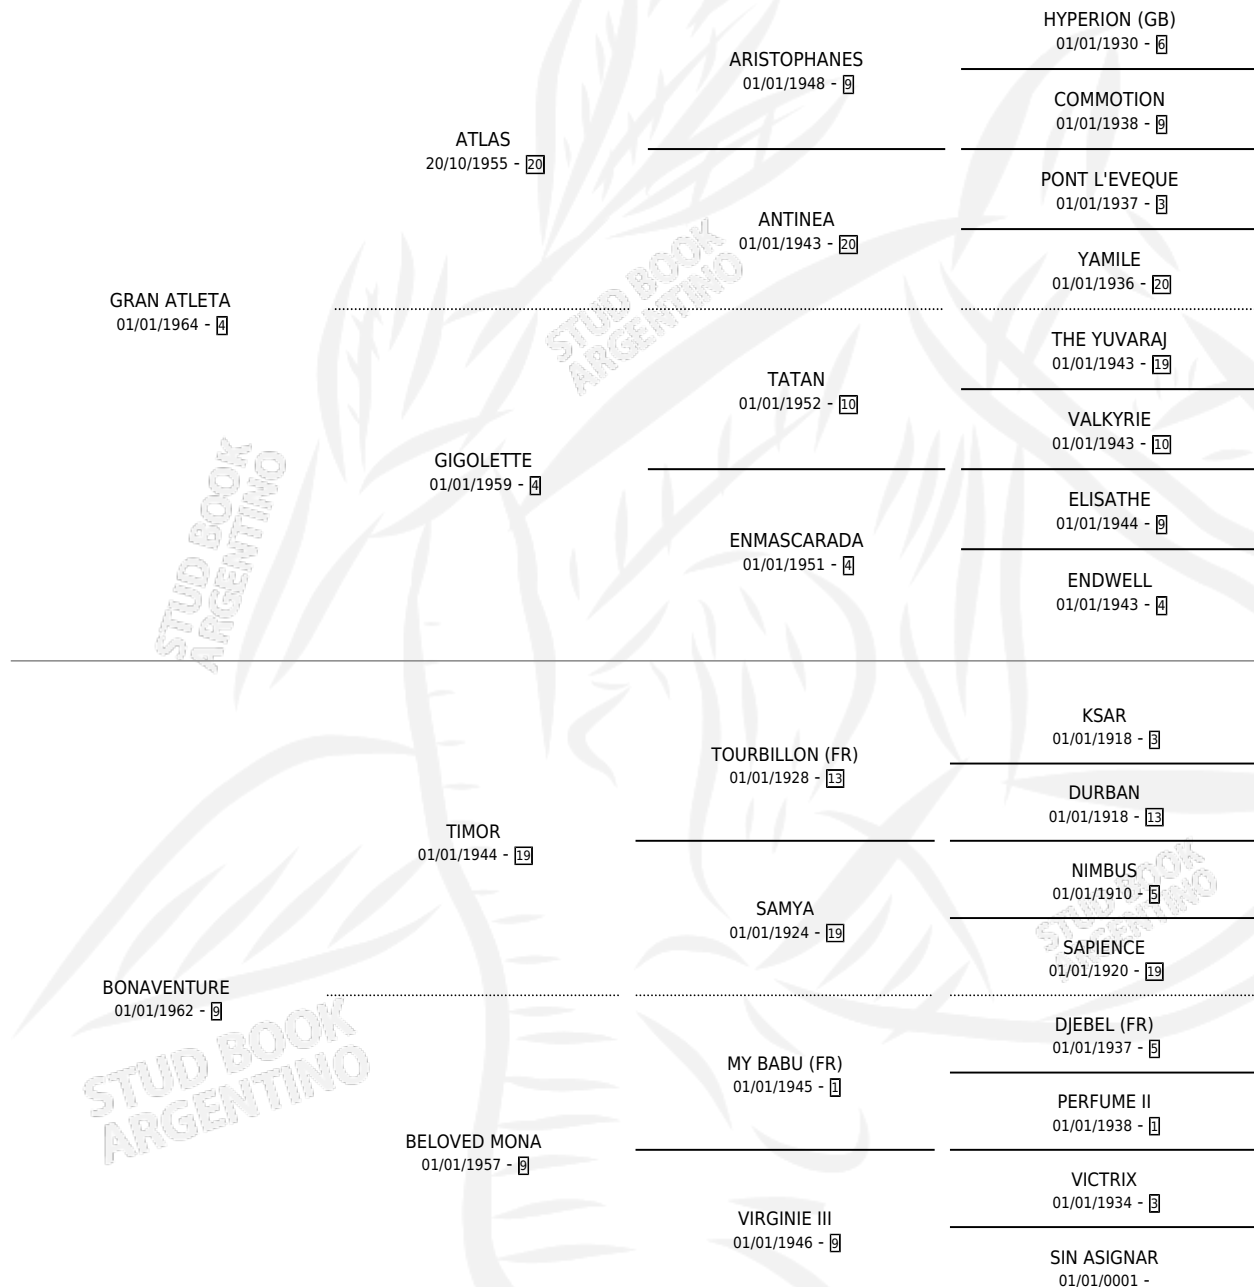 HYPERION (GB)
01/01/1930 - 6
ARISTOPHANES
01/01/1948 - 9
COMMOTION
01/01/1938 - 9
ATLAS
20/10/1955 - 20
PONT L'EVEQUE
01/01/1937 - 3
ANTINEA
01/01/1943 - 20
YAMILE
01/01/1936 - 20
GRAN ATLETA
01/01/1964 - 4
THE YUVARAJ
01/01/1943 - 19
TATAN
01/01/1952 - 10
VALKYRIE
01/01/1943 - 10
GIGOLETTE
01/01/1959 - 4
ELISATHE
01/01/1944 - 9
ENMASCARADA
01/01/1951 - 4
ENDWELL
01/01/1943 - 4
KSAR
01/01/1918 - 3
TOURBILLON (FR)
01/01/1928 - 13
DURBAN
01/01/1918 - 13
TIMOR
01/01/1944 - 19
NIMBUS
01/01/1910 - 5
SAMYA
01/01/1924 - 19
SAPIENCE
01/01/1920 - 19
BONAVENTURE
01/01/1962 - 9
DJEBEL (FR)
01/01/1937 - 5
MY BABU (FR)
01/01/1945 - 1
PERFUME II
01/01/1938 - 1
BELOVED MONA
01/01/1957 - 9
VICTRIX
01/01/1934 - 3
VIRGINIE III
01/01/1946 - 9
SIN ASIGNAR
01/01/0001 -
STUD BOOK
ARGENTINO
STUD BOOK
ARGENTINO
STUD BOOK
ARGENTINO
STUD BOOK
ARGENTINO